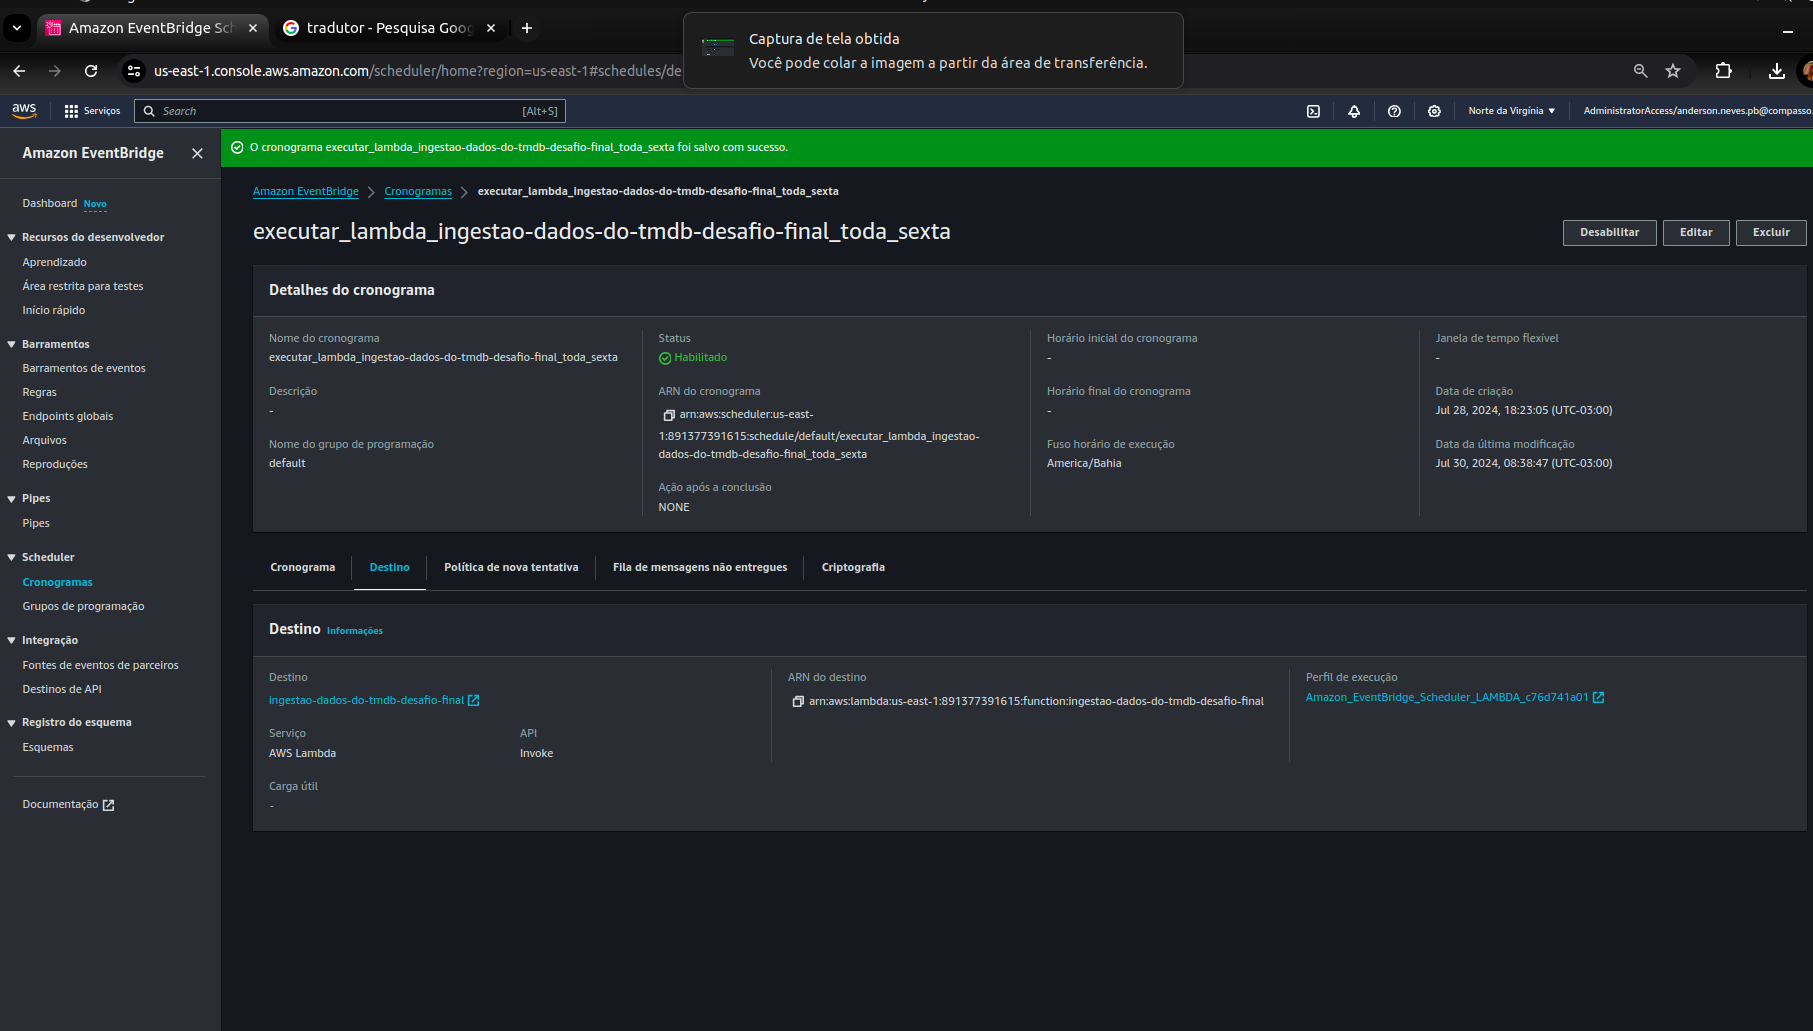 Amazon EventBridge Sch
tradutor - Pesquisa Goog
Captura de tela obtida
Você pode colar a imagem a partir da área de transferência.
us-east-1.console.aws.amazon.com/scheduler/home?region=us-east-1#schedules/de
aws
Serviços
Search
[Alt+S]
Norte da Virgínia
AdministratorAccess/anderson.neves.pb@compasso.
Amazon EventBridge
O cronograma executar_lambda_ingestao-dados-do-tmdb-desafio-final_toda_sexta foi salvo com sucesso.
Amazon EventBridge
Cronogramas
executar_lambda_ingestao-dados-do-tmdb-desafio-final_toda_sexta
Dashboard Novo
Recursos do desenvolvedor
Aprendizado
Área restrita para testes
Início rápido
Barramentos
Barramentos de eventos
Regras
Endpoints globais
Arquivos
Reproduções
Pipes
Pipes
Scheduler
Cronogramas
Grupos de programação
Integração
Fontes de eventos de parceiros
Destinos de API
Registro do esquema
Esquemas
Documentação
executar_lambda_ingestao-dados-do-tmdb-desafio-final_toda_sexta
Desabilitar
Editar
Excluir
Detalhes do cronograma
Nome do cronograma
executar_lambda_ingestao-dados-do-tmdb-desafio-final_toda_sexta
Descrição
-
Nome do grupo de programação
default
Status
Habilitado
ARN do cronograma
arn:aws:scheduler:us-east-
1:891377391615:schedule/default/executar_lambda_ingestao-
dados-do-tmdb-desafio-final_toda_sexta
Ação após a conclusão
NONE
Horário inicial do cronograma
-
Horário final do cronograma
-
Fuso horário de execução
America/Bahia
Janela de tempo flexível
-
Data de criação
Jul 28, 2024, 18:23:05 (UTC-03:00)
Data da última modificação
Jul 30, 2024, 08:38:47 (UTC-03:00)
Cronograma
Destino
Política de nova tentativa
Fila de mensagens não entregues
Criptografia
Destino Informações
Destino
ingestao-dados-do-tmdb-desafio-final
Serviço
AWS Lambda
API
Invoke
Carga útil
-
ARN do destino
arn:aws:lambda:us-east-1:891377391615:function:ingestao-dados-do-tmdb-desafio-final
Perfil de execução
Amazon_EventBridge_Scheduler_LAMBDA_c76d741a01